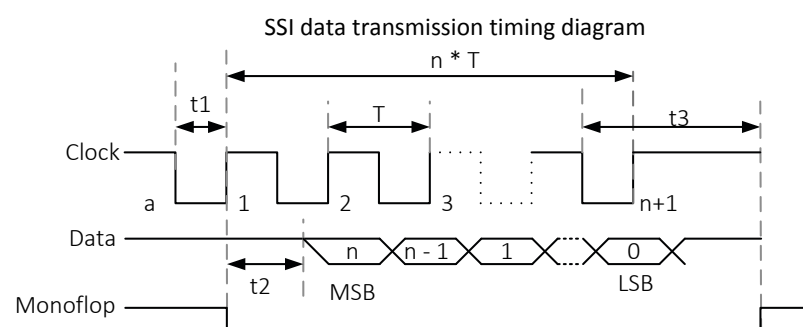 SSI data transmission timing diagram
n * T
t1
T
t3
Clock
a
1
2
3
n+1
Data
n
n - 1
1
0
t2
MSB
LSB
Monoflop